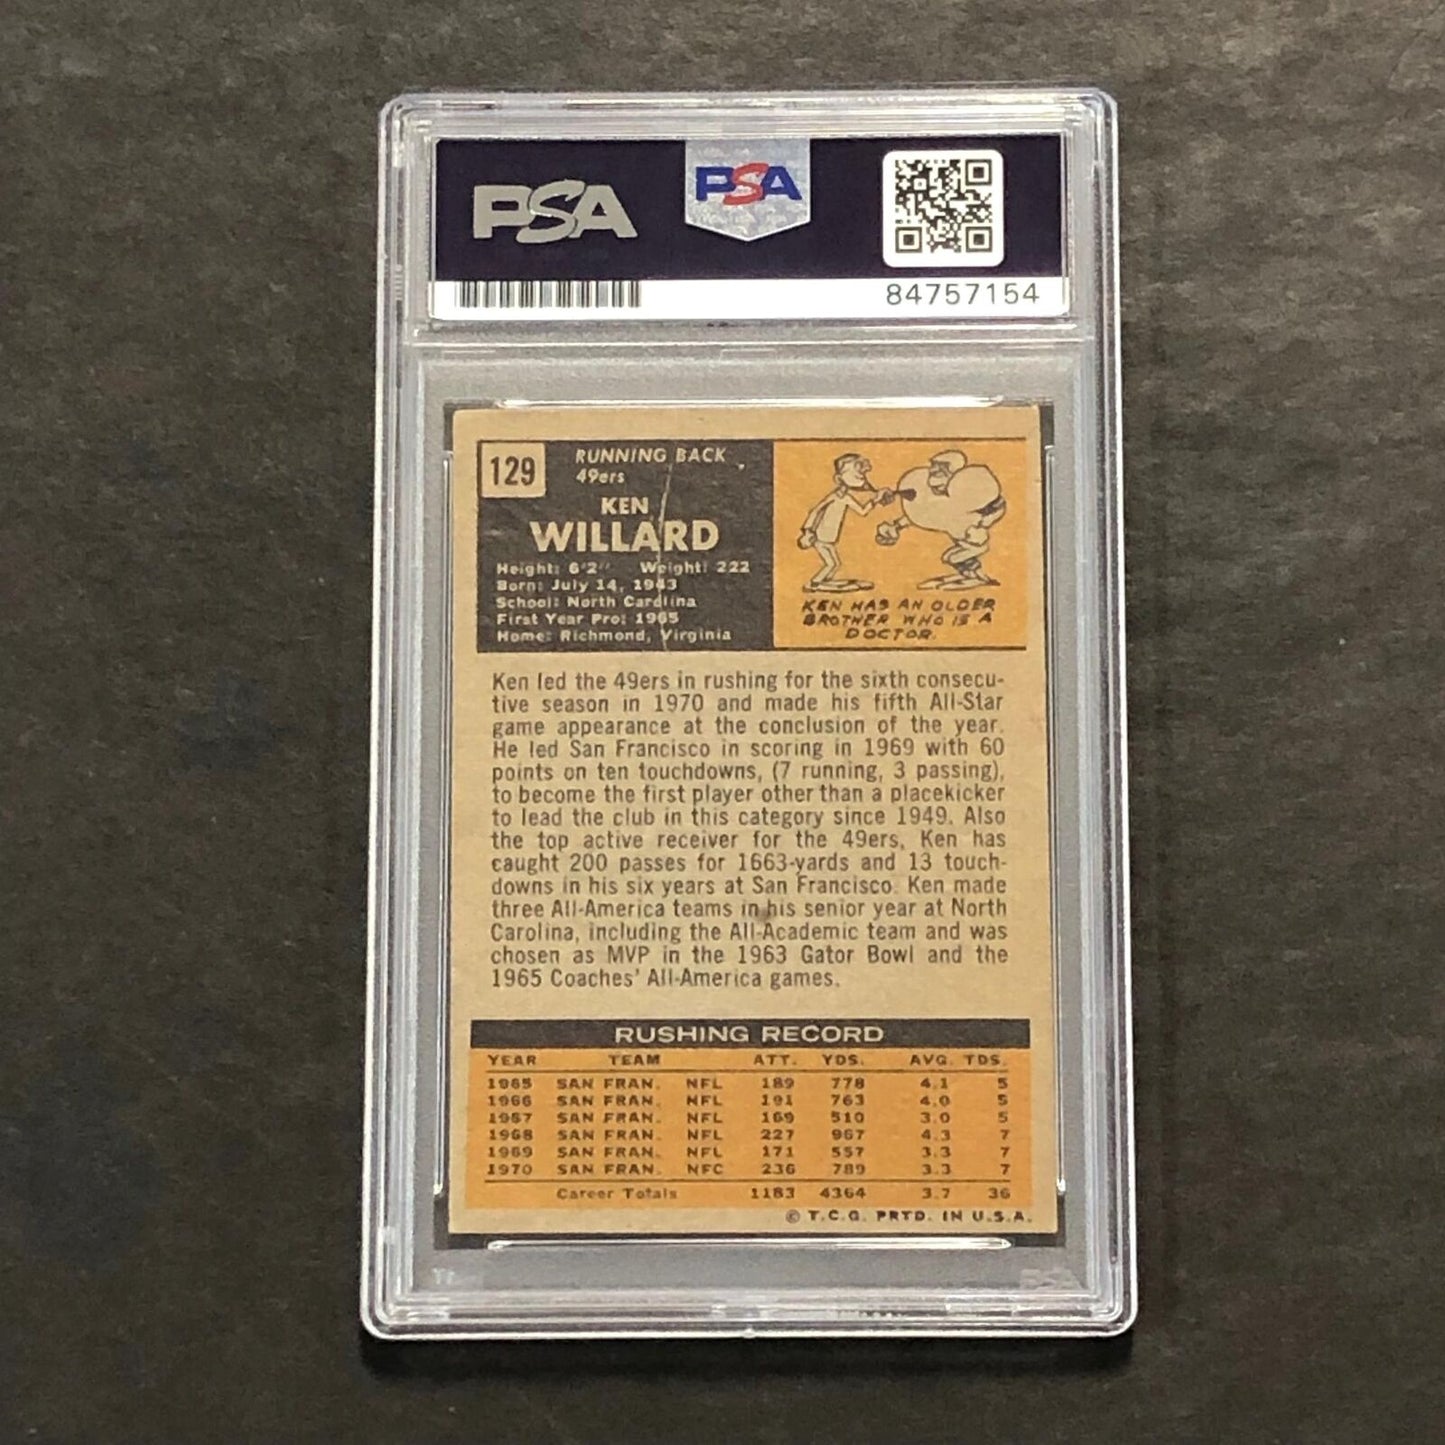 PSA
PSA
84757154
129
RUNNING BACK
49ers
KEN
WILLARD
Height: 6'2" Weight: 222
Born: July 14, 1943
School: North Carolina
First Year Pro: 1965
Home: Richmond, Virginia
KEN HAS AN OLDER
BROTHER WHO IS A
DOCTOR.
Ken led the 49ers in rushing for the sixth consecu-
tive season in 1970 and made his fifth All-Star
game appearance at the conclusion of the year.
He led San Francisco in scoring in 1969 with 60
points on ten touchdowns, (7 running, 3 passing),
to become the first player other than a placekicker
to lead the club in this category since 1949. Also
the top active receiver for the 49ers, Ken has
caught 200 passes for 1663-yards and 13 touch-
downs in his six years at San Francisco. Ken made
three All-America teams in his senior year at North
Carolina, including the All-Academic team and was
chosen as MVP in the 1963 Gator Bowl and the
1965 Coaches' All-America games.
RUSHING RECORD
YEAR TEAM ATT. YDS. AVG. TDS.
1965 SAN FRAN. NFL 189 778 4.1 5
1966 SAN FRAN. NFL 191 763 4.0 5
1967 SAN FRAN. NFL 169 510 3.0 5
1968 SAN FRAN. NFL 227 967 4.3 7
1969 SAN FRAN. NFL 171 557 3.3 7
1970 SAN FRAN. NFC 236 789 3.3 7
Career Totals 1183 4364 3.7 36
© T.C.G. PRTD. IN U.S.A.
PSA